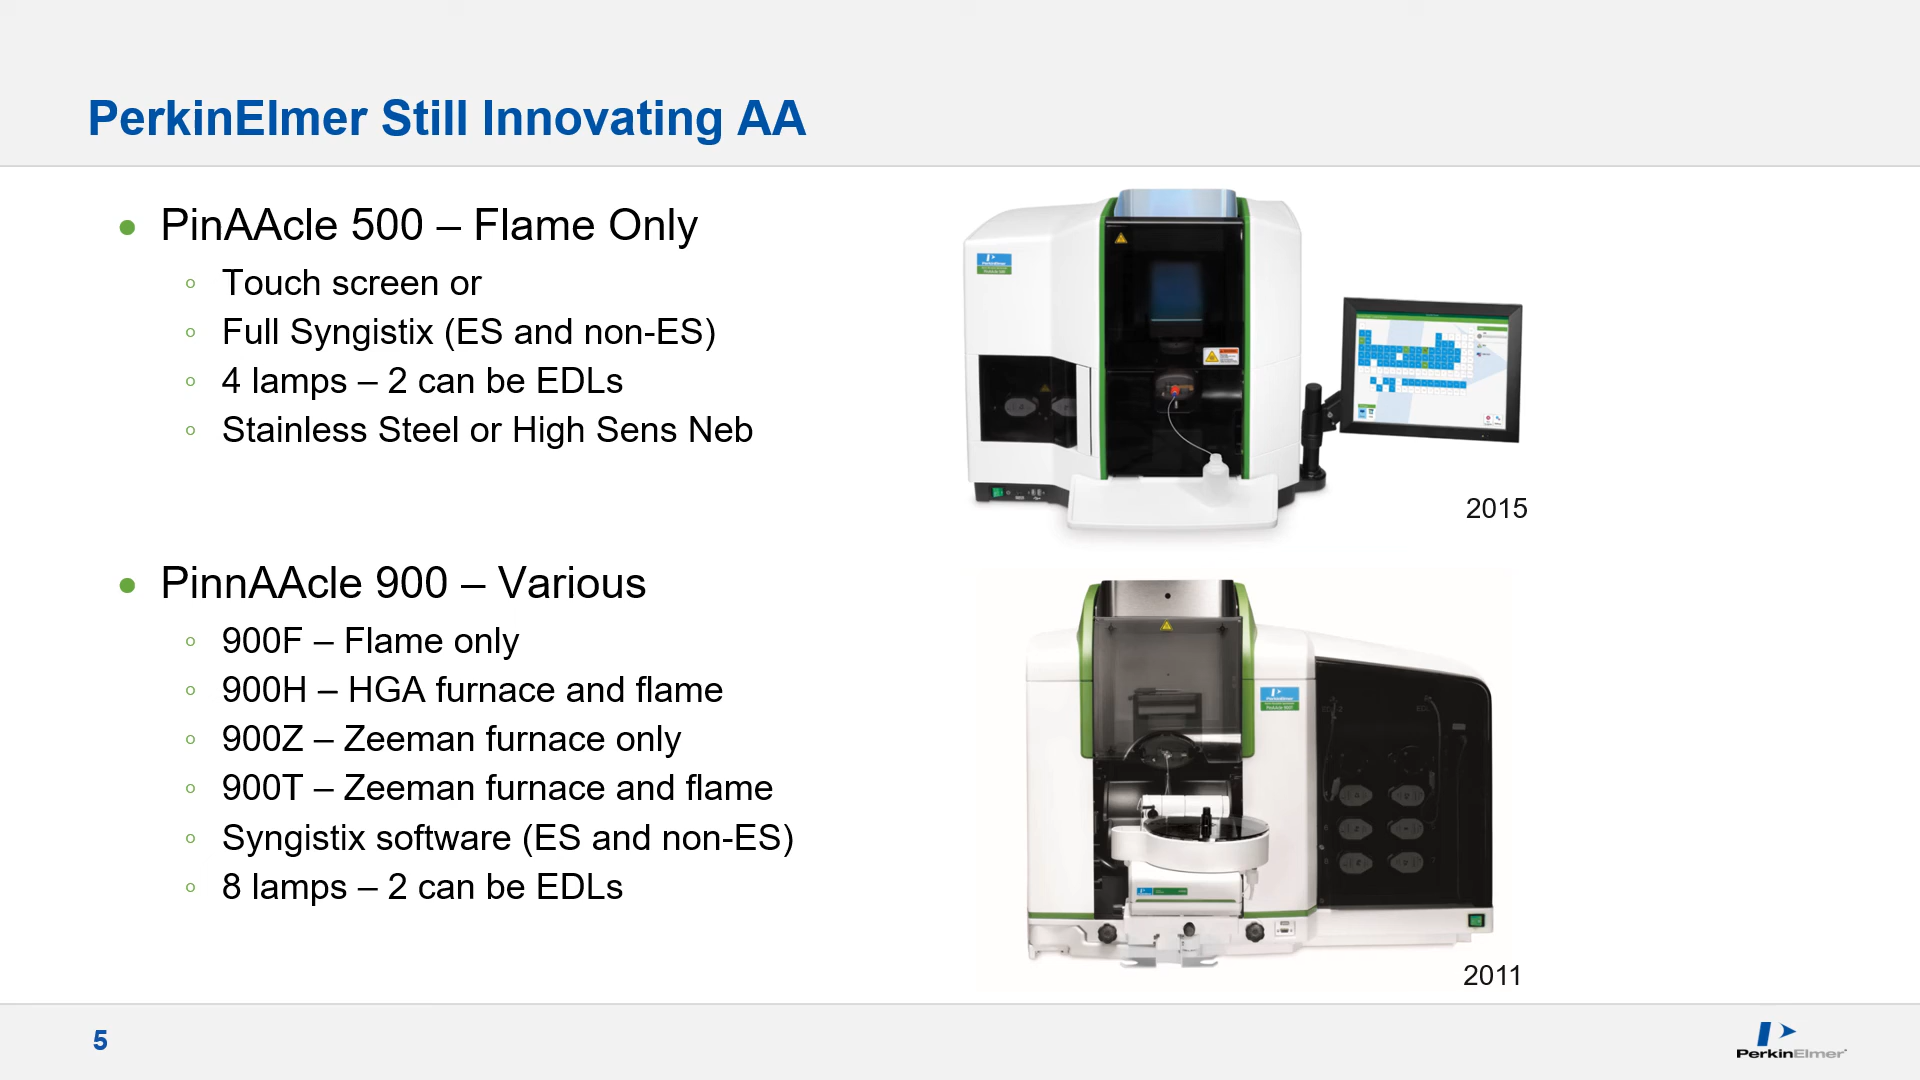 PerkinElmer Still Innovating AA
PinAAcle 500 – Flame Only
Touch screen or
Full Syngistix (ES and non-ES)
4 lamps – 2 can be EDLs
Stainless Steel or High Sens Neb
2015
PinnAAcle 900 – Various
900F – Flame only
900H – HGA furnace and flame
900Z – Zeeman furnace only
900T – Zeeman furnace and flame
Syngistix software (ES and non-ES)
8 lamps – 2 can be EDLs
2011
5
PerkinElmer